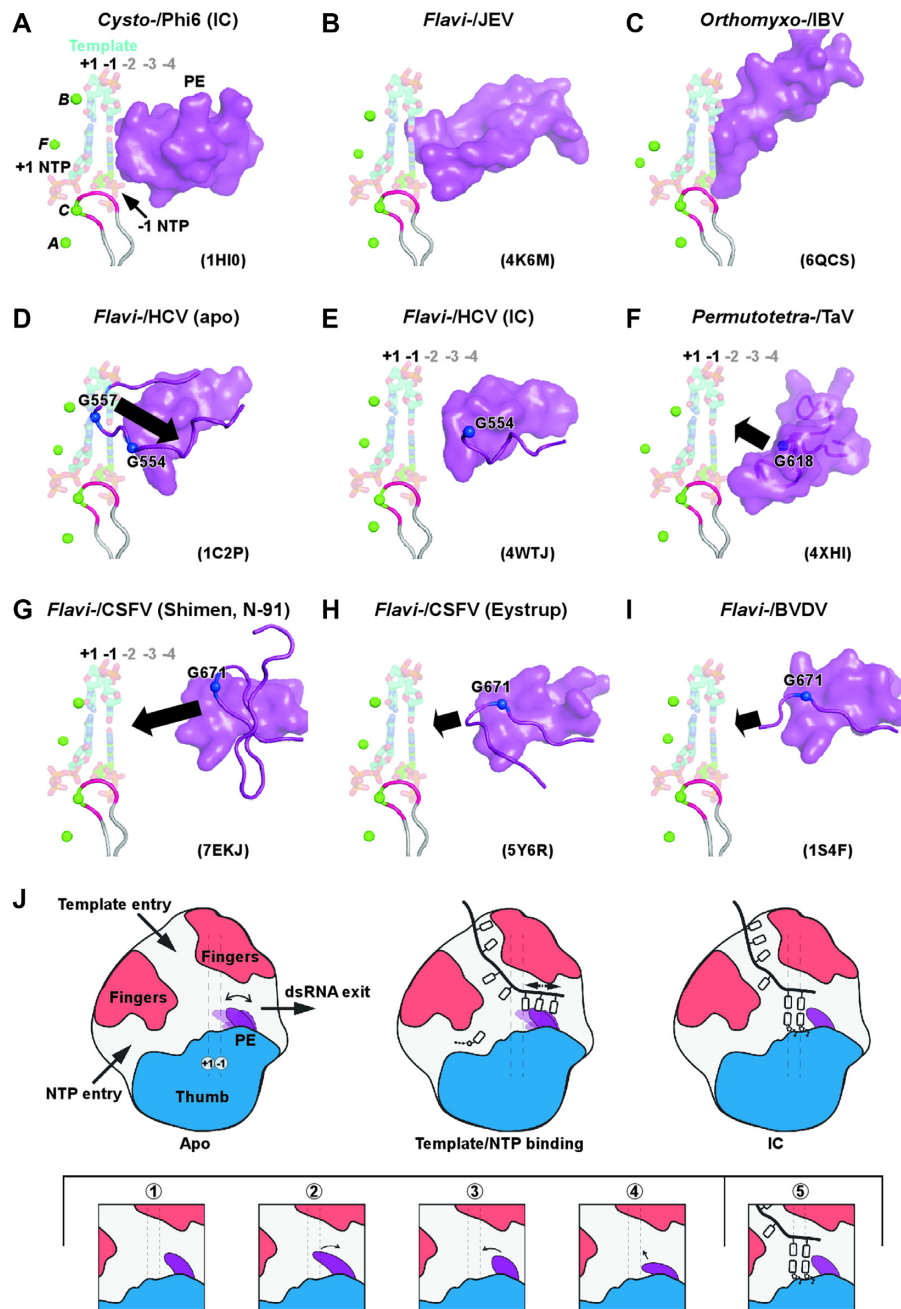 A
Cysto-/Phi6 (IC)
Template
+1 -1 -2 -3 -4
PE
B
F
+1 NTP
C
-1 NTP
A
(1HI0)
B
Flavi-/JEV
(4K6M)
C
Orthomyxo-/IBV
(6QCS)
D
Flavi-/HCV (apo)
G557
G554
(1C2P)
E
Flavi-/HCV (IC)
+1 -1 -2 -3 -4
G554
(4WTJ)
F
Permutotetra-/TaV
+1 -1 -2 -3 -4
G618
(4XHI)
G
Flavi-/CSFV (Shimen, N-91)
+1 -1 -2 -3 -4
G671
(7EKJ)
H
Flavi-/CSFV (Eystrup)
G671
(5Y6R)
I
Flavi-/BVDV
G671
(1S4F)
J
Template entry
Fingers
Fingers
dsRNA exit
PE
+1 -1
NTP entry
Thumb
Apo
Template/NTP binding
IC
1
2
3
4
5